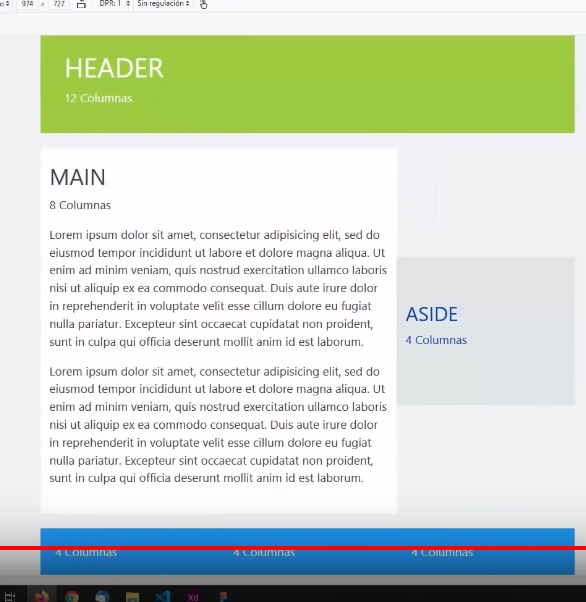 974 × 727 DPR: 1 Sin regulación
HEADER
12 Columnas
MAIN
8 Columnas
Lorem ipsum dolor sit amet, consectetur adipisicing elit, sed do
eiusmod tempor incididunt ut labore et dolore magna aliqua. Ut
enim ad minim veniam, quis nostrud exercitation ullamco laboris
nisi ut aliquip ex ea commodo consequat. Duis aute irure dolor
in reprehenderit in voluptate velit esse cillum dolore eu fugiat
nulla pariatur. Excepteur sint occaecat cupidatat non proident,
sunt in culpa qui officia deserunt mollit anim id est laborum.
ASIDE
4 Columnas
Lorem ipsum dolor sit amet, consectetur adipisicing elit, sed do
eiusmod tempor incididunt ut labore et dolore magna aliqua. Ut
enim ad minim veniam, quis nostrud exercitation ullamco laboris
nisi ut aliquip ex ea commodo consequat. Duis aute irure dolor
in reprehenderit in voluptate velit esse cillum dolore eu fugiat
nulla pariatur. Excepteur sint occaecat cupidatat non proident,
sunt in culpa qui officia deserunt mollit anim id est laborum.
4 Columnas 4 Columnas 4 Columnas
Xd